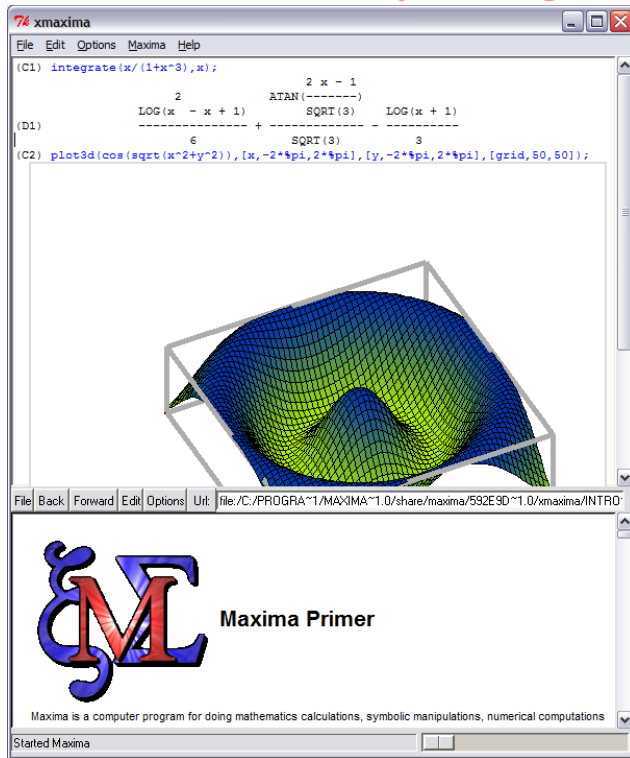 76 xmaxima
File Edit Options Maxima Help
(C1) integrate(x/(1+x^3),x);
2 x - 1
2 ATAN(-------)
LOG(x - x + 1) SQRT(3) LOG(x + 1)
(D1) --------------- + ------------- - ----------
6 SQRT(3) 3
(C2) plot3d(cos(sqrt(x^2+y^2)),[x,-2*%pi,2*%pi],[y,-2*%pi,2*%pi],[grid,50,50]);
File Back Forward Edit Options Url: file:/C:/PROGRA~1/MAXIMA~1.0/share/maxima/592E9D~1.0/xmaxima/INTRO~
M
Maxima Primer
Maxima is a computer program for doing mathematics calculations, symbolic manipulations, numerical computations
Started Maxima